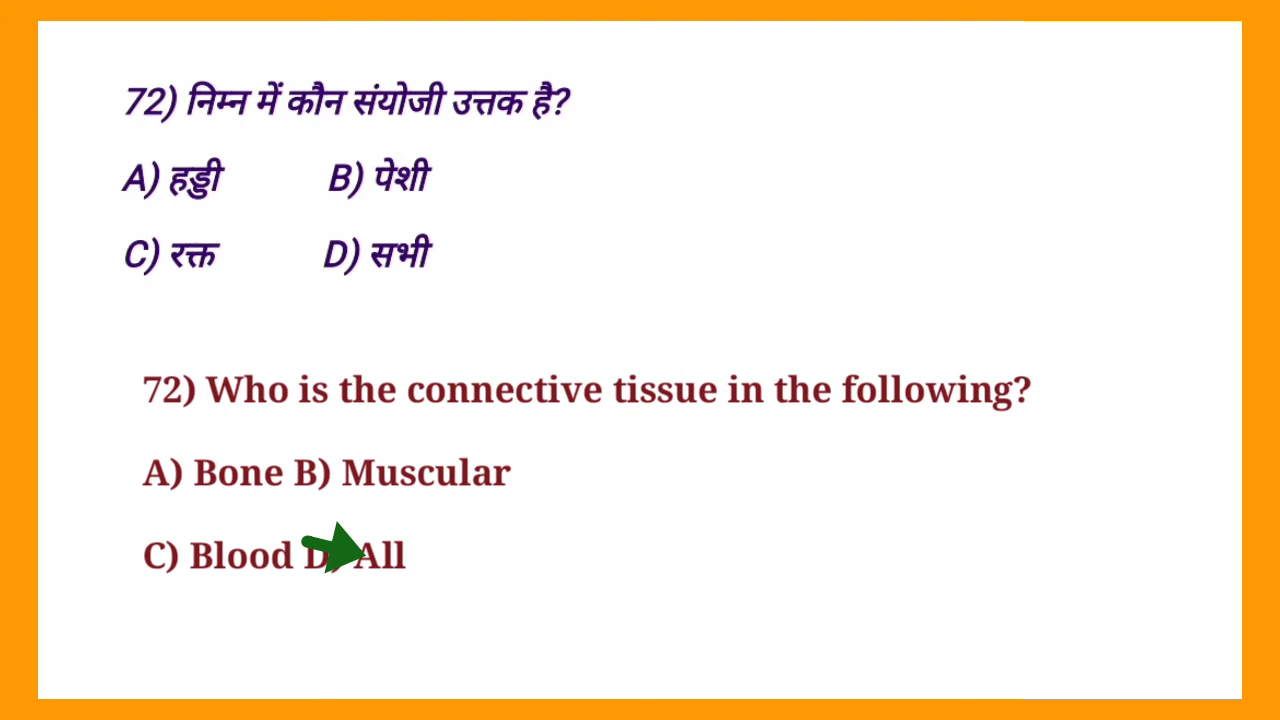 72) निम्न में कौन संयोजी उत्तक है?
A) हड्डी B) पेशी
C) रक्त D) सभी
72) Who is the connective tissue in the following?
A) Bone B) Muscular
C) Blood D) All